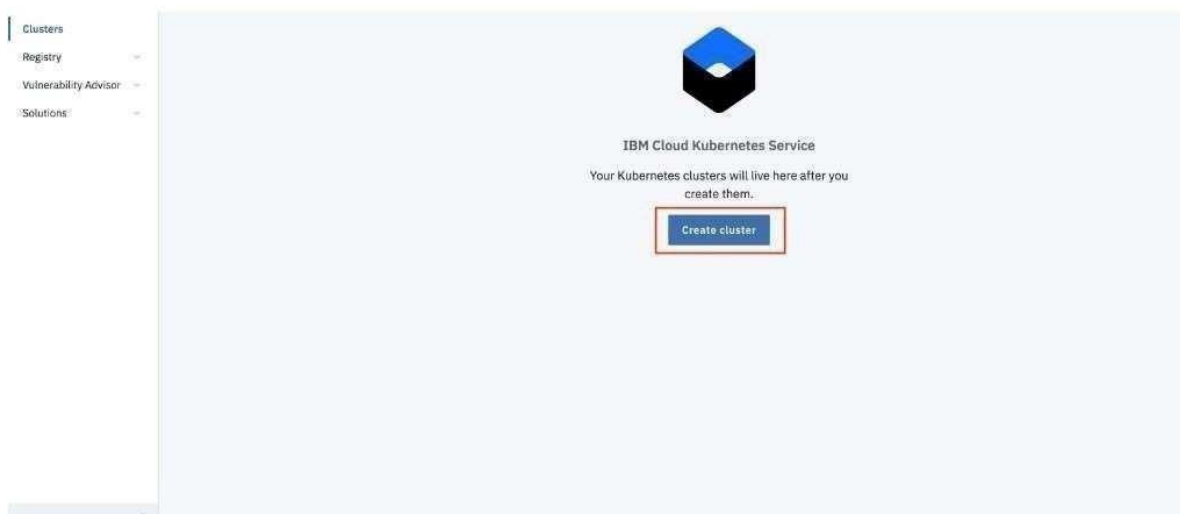 Clusters
Registry
Vulnerability Advisor
Solutions
IBM Cloud Kubernetes Service
Your Kubernetes clusters will live here after you
create them.
Create cluster